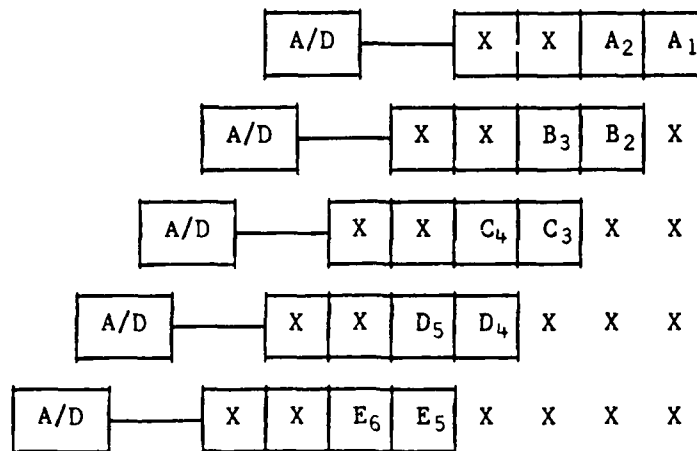 A/D X X A₂ A₁
A/D X X B₃ B₂ X
A/D X X C₄ C₃ X X
A/D X X D₅ D₄ X X X
A/D X X E₆ E₅ X X X X